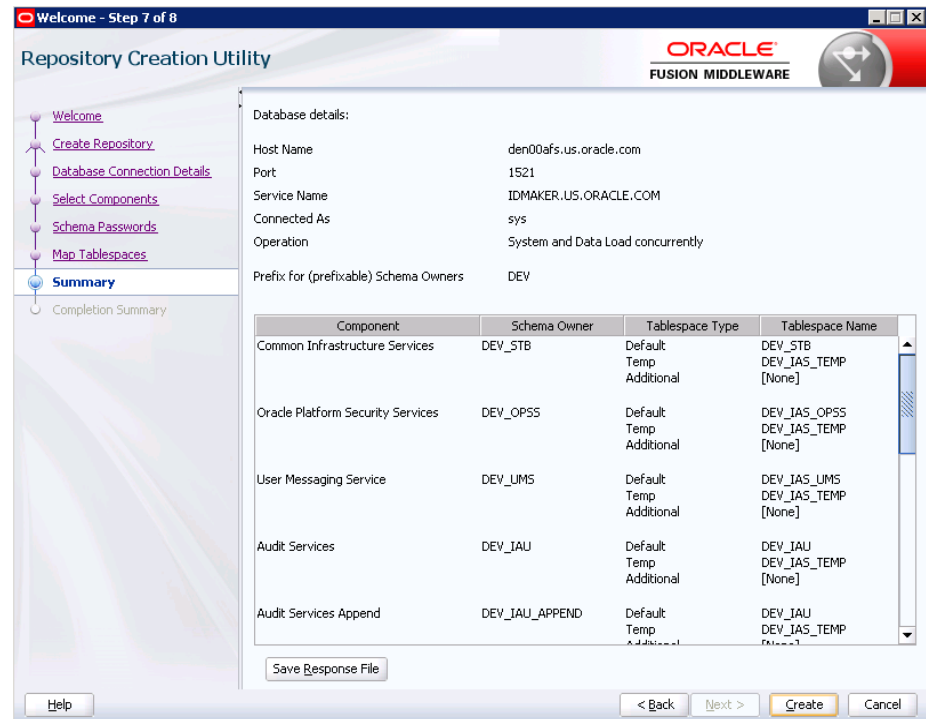 Welcome - Step 7 of 8
Repository Creation Utility
ORACLE
FUSION MIDDLEWARE
Welcome
Create Repository
Database Connection Details
Select Components
Schema Passwords
Map Tablespaces
Summary
Completion Summary
Database details:
Host Name den00afs.us.oracle.com
Port 1521
Service Name IDMAKER.US.ORACLE.COM
Connected As sys
Operation System and Data Load concurrently
Prefix for (prefixable) Schema Owners DEV
Component Schema Owner Tablespace Type Tablespace Name
Common Infrastructure Services DEV_STB Default DEV_STB
Temp DEV_IAS_TEMP
Additional [None]
Oracle Platform Security Services DEV_OPSS Default DEV_IAS_OPSS
Temp DEV_IAS_TEMP
Additional [None]
User Messaging Service DEV_UMS Default DEV_IAS_UMS
Temp DEV_IAS_TEMP
Additional [None]
Audit Services DEV_IAU Default DEV_IAU
Temp DEV_IAS_TEMP
Additional [None]
Audit Services Append DEV_IAU_APPEND Default DEV_IAU
Temp DEV_IAS_TEMP
Additional [None]
Save Response File
Help < Back Next > Create Cancel